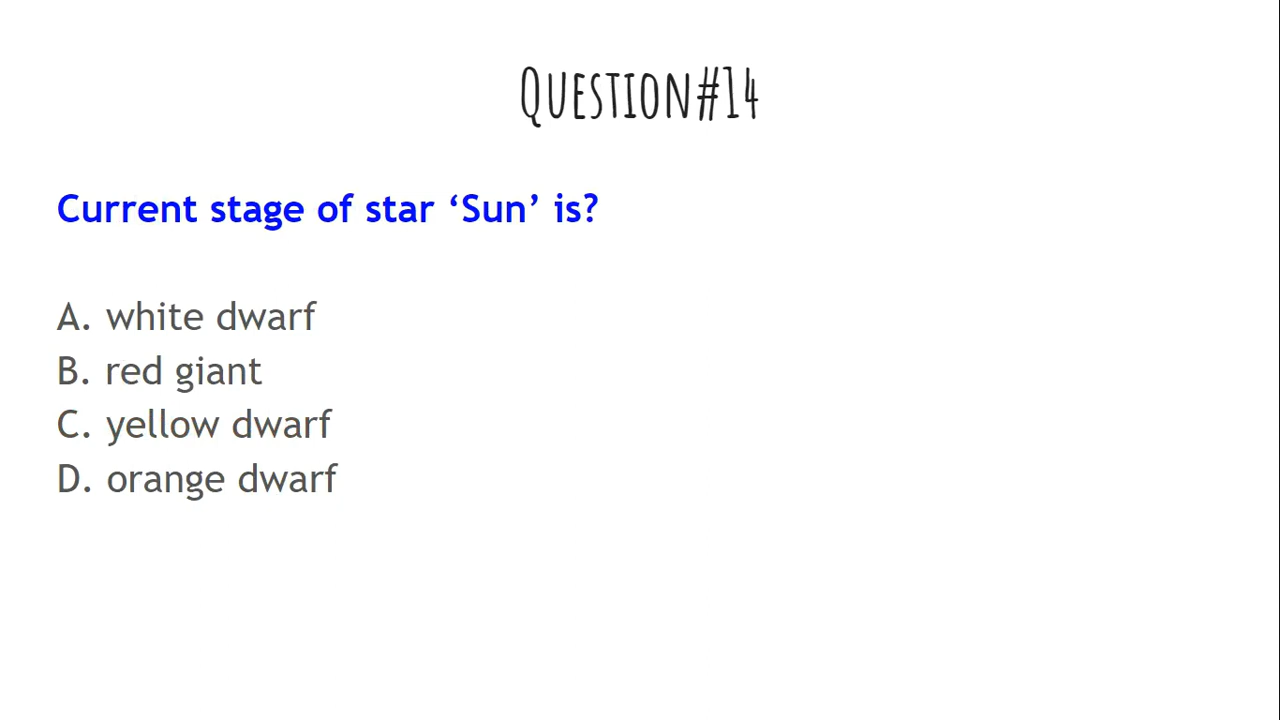 Question#14
Current stage of star ‘Sun’ is?
A. white dwarf
B. red giant
C. yellow dwarf
D. orange dwarf